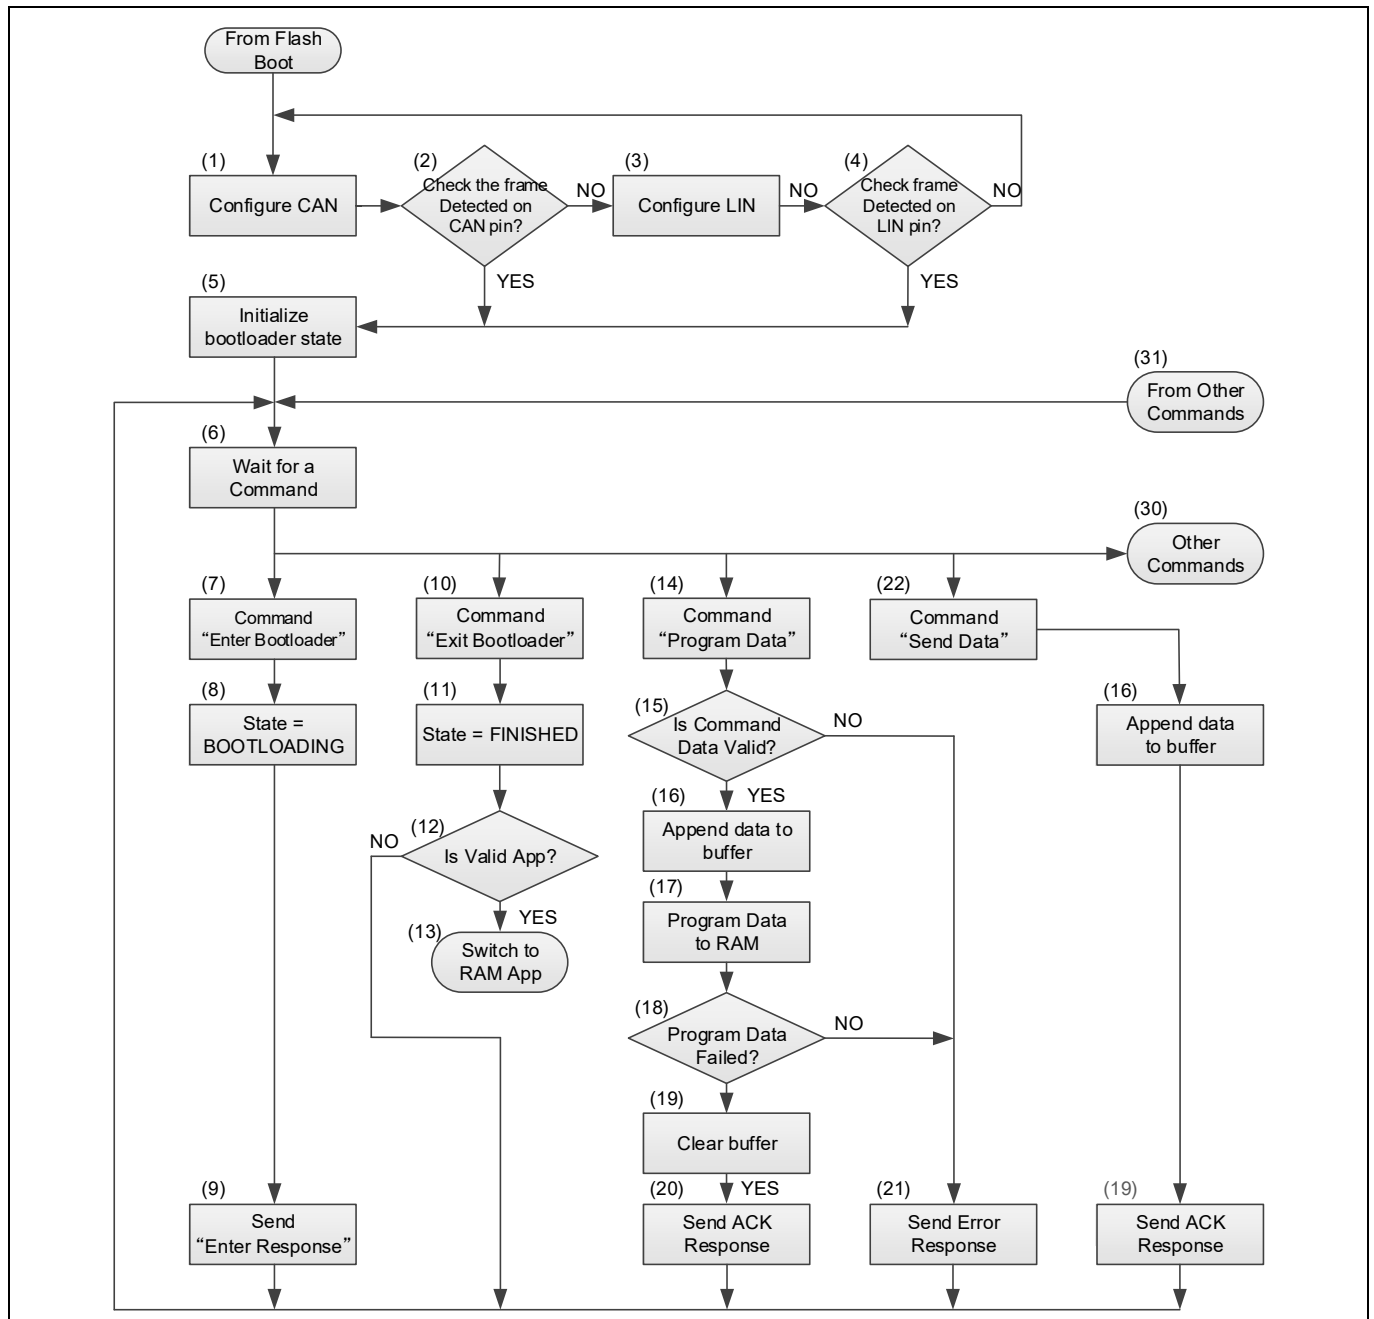 From Flash
Boot
(1)
Configure CAN
(2)
Check the frame
Detected on
CAN pin?
NO
YES
(3)
Configure LIN
NO
(4)
Check frame
Detected on
LIN pin?
NO
YES
(5)
Initialize
bootloader state
(31)
From Other
Commands
(6)
Wait for a
Command
(30)
Other
Commands
(7)
Command
“Enter Bootloader”
(8)
State =
BOOTLOADING
(9)
Send
“Enter Response”
(10)
Command
“Exit Bootloader”
(11)
State = FINISHED
(12)
Is Valid App?
NO
YES
(13)
Switch to
RAM App
(14)
Command
“Program Data”
(15)
Is Command
Data Valid?
NO
YES
(16)
Append data to
buffer
(17)
Program Data
to RAM
(18)
Program Data
Failed?
NO
(19)
Clear buffer
YES
(20)
Send ACK
Response
(21)
Send Error
Response
(22)
Command
“Send Data”
(16)
Append data
to buffer
(19)
Send ACK
Response